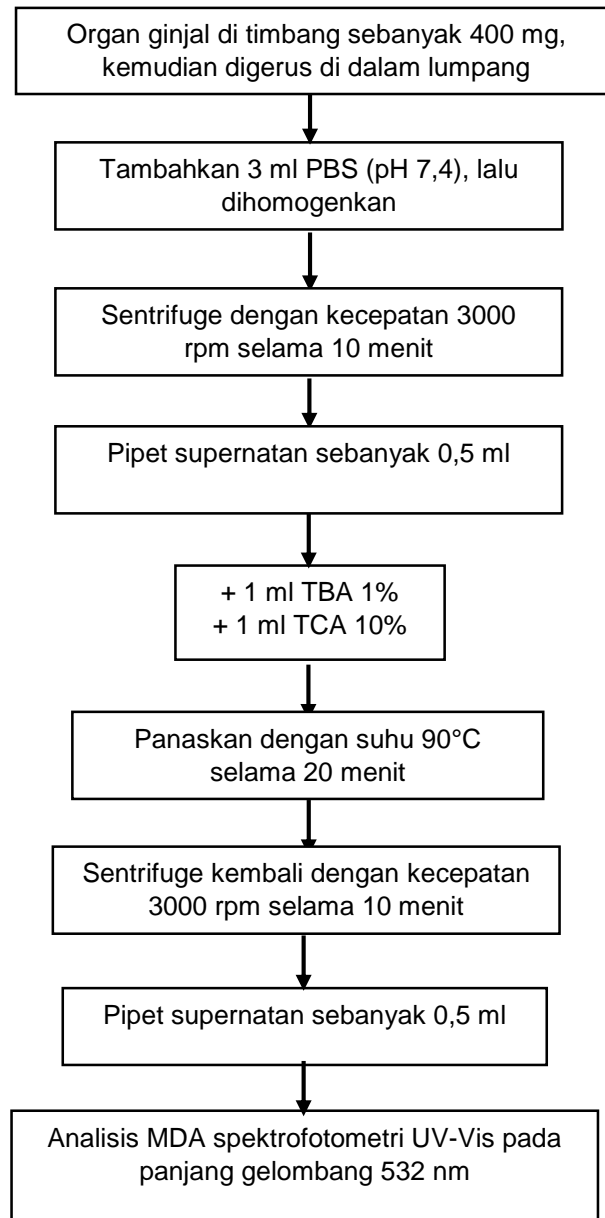 Organ ginjal di timbang sebanyak 400 mg,
kemudian digerus di dalam lumpang
Tambahkan 3 ml PBS (pH 7,4), lalu
dihomogenkan
Sentrifuge dengan kecepatan 3000
rpm selama 10 menit
Pipet supernatan sebanyak 0,5 ml
+ 1 ml TBA 1%
+ 1 ml TCA 10%
Panaskan dengan suhu 90°C
selama 20 menit
Sentrifuge kembali dengan kecepatan
3000 rpm selama 10 menit
Pipet supernatan sebanyak 0,5 ml
Analisis MDA spektrofotometri UV-Vis pada
panjang gelombang 532 nm